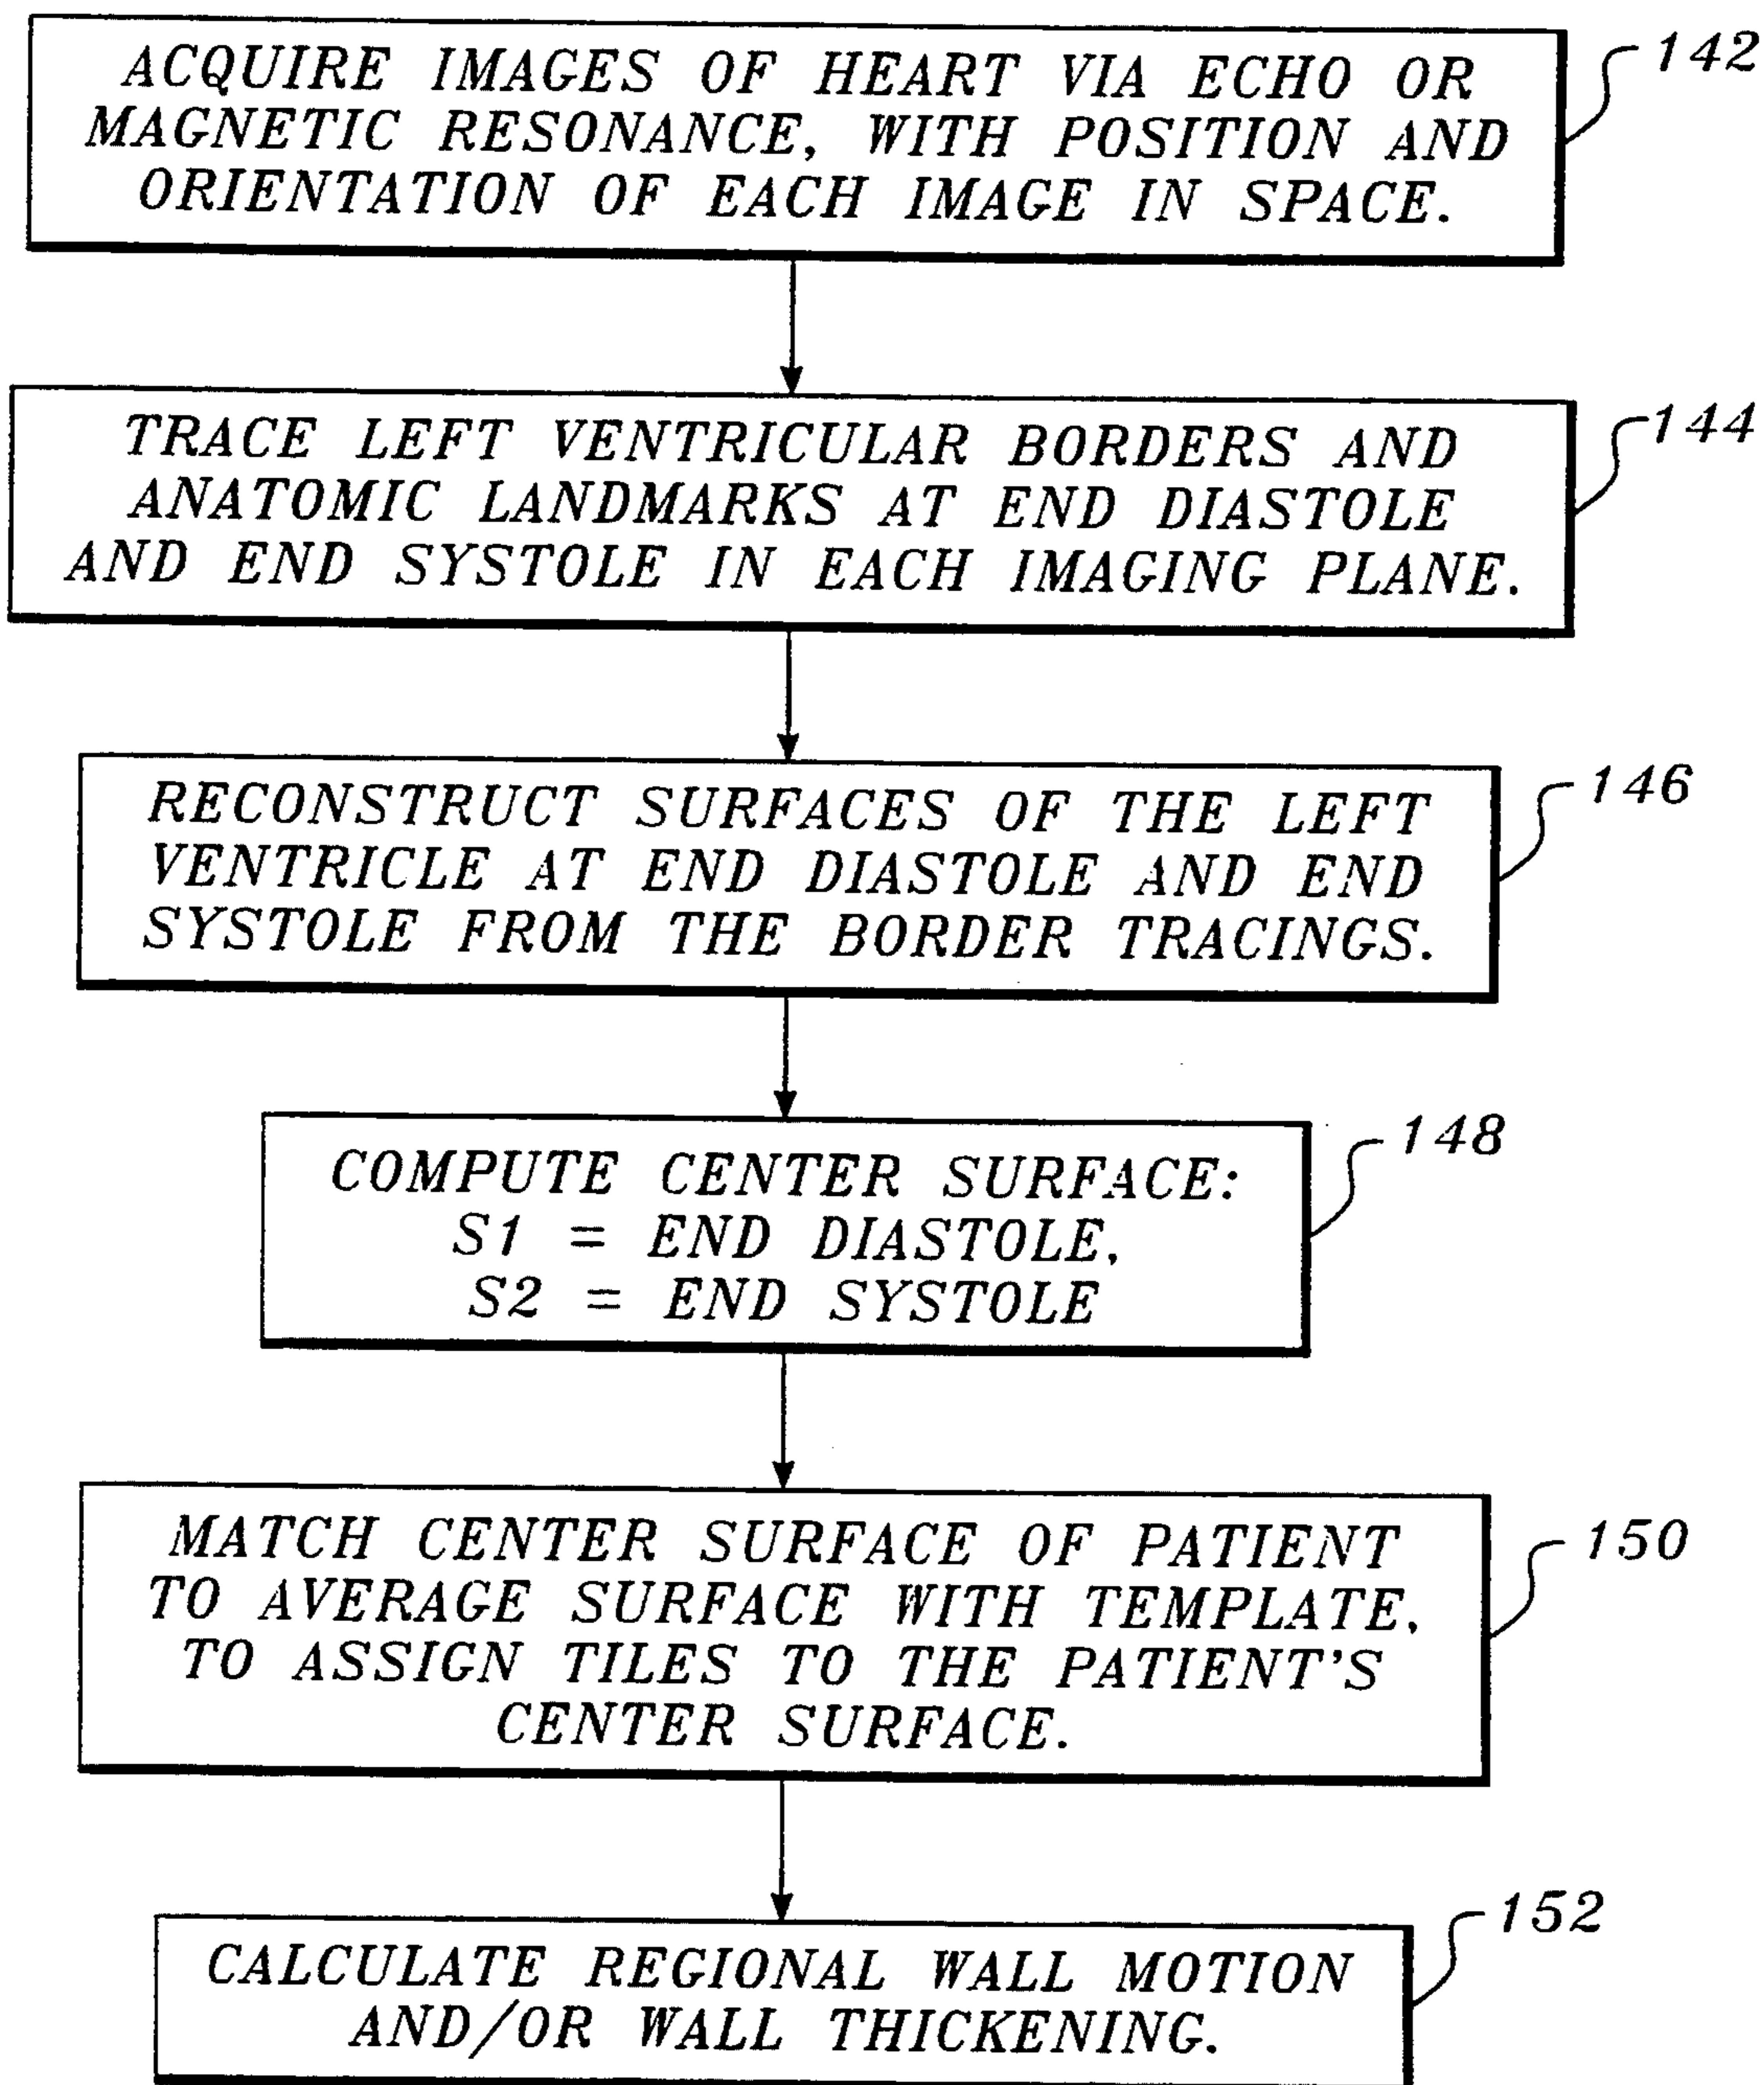 ACQUIRE IMAGES OF HEART VIA ECHO OR
MAGNETIC RESONANCE, WITH POSITION AND
ORIENTATION OF EACH IMAGE IN SPACE.
142
TRACE LEFT VENTRICULAR BORDERS AND
ANATOMIC LANDMARKS AT END DIASTOLE
AND END SYSTOLE IN EACH IMAGING PLANE.
144
RECONSTRUCT SURFACES OF THE LEFT
VENTRICLE AT END DIASTOLE AND END
SYSTOLE FROM THE BORDER TRACINGS.
146
COMPUTE CENTER SURFACE:
S1 = END DIASTOLE,
S2 = END SYSTOLE
148
MATCH CENTER SURFACE OF PATIENT
TO AVERAGE SURFACE WITH TEMPLATE,
TO ASSIGN TILES TO THE PATIENT'S
CENTER SURFACE.
150
CALCULATE REGIONAL WALL MOTION
AND/OR WALL THICKENING.
152